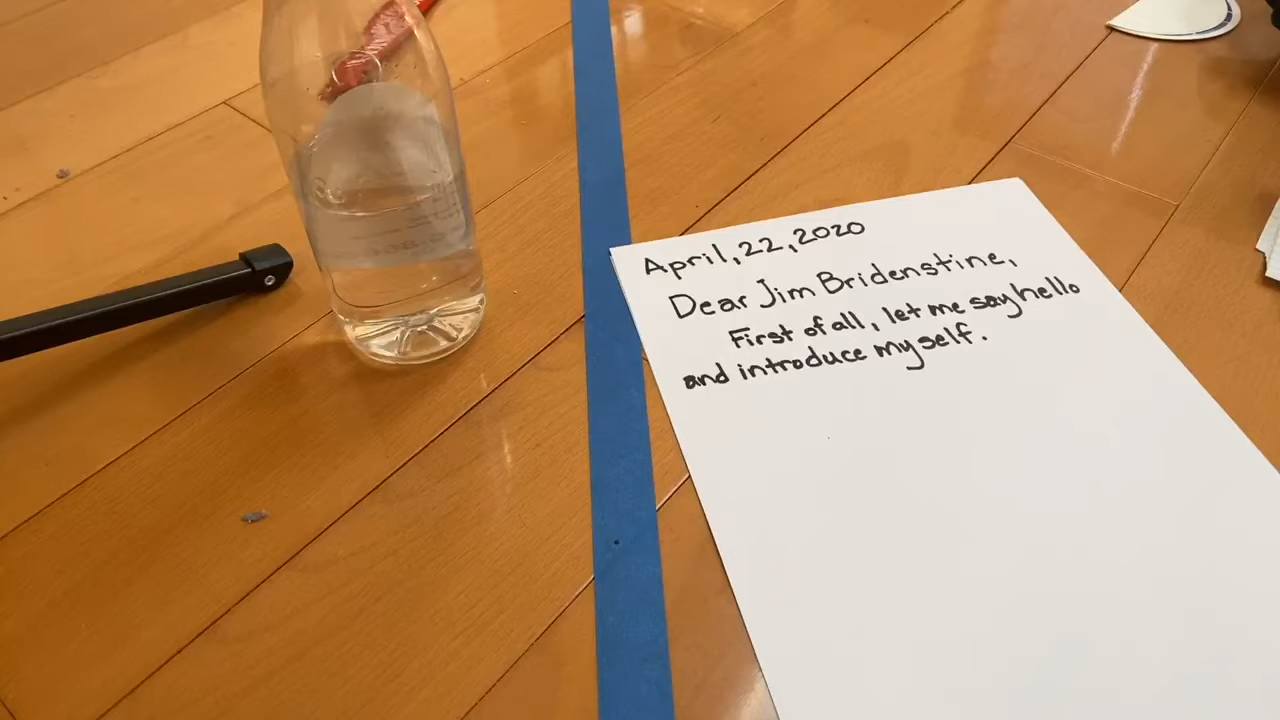 April, 22, 2020
Dear Jim Bridenstine,
First of all, let me say hello
and introduce myself.